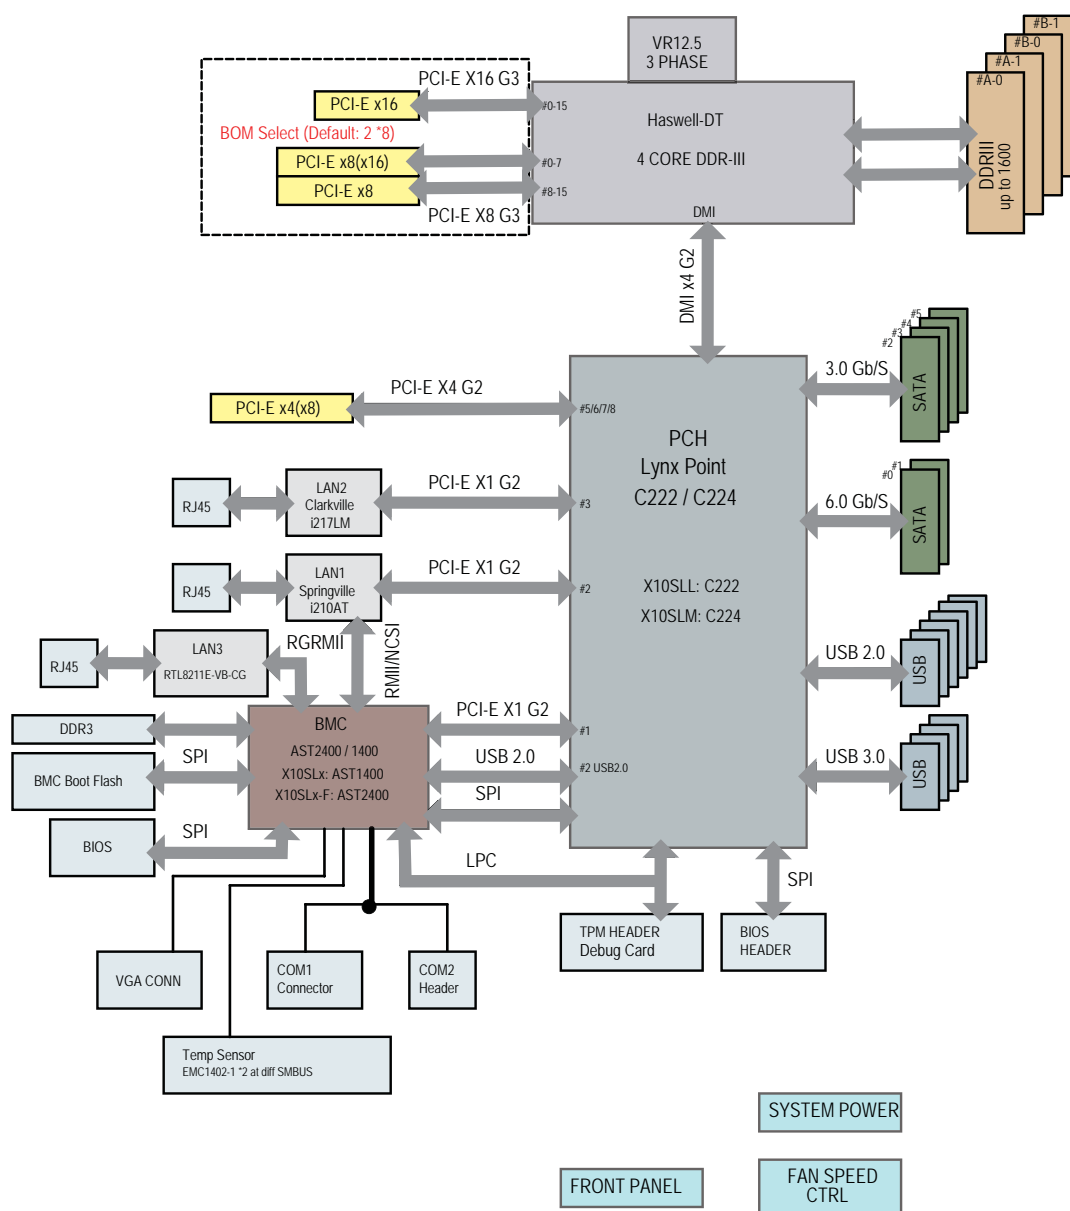 VR12.5
3 PHASE
#B-1
#B-0
#A-1
#A-0
PCI-E X16 G3
PCI-E x16
#0-15
BOM Select (Default: 2 *8)
Haswell-DT
4 CORE DDR-III
PCI-E x8(x16)
#0-7
PCI-E x8
#8-15
PCI-E X8 G3
DMI
DDRIII
up to 1600
DMI x4 G2
#5
#4
#3
#2
3.0 Gb/S
SATA
PCI-E X4 G2
PCI-E x4(x8)
#5/6/7/8
PCH
Lynx Point
C222 / C224
#1
#0
6.0 Gb/S
SATA
RJ45
LAN2
Clarkville
i217LM
PCI-E X1 G2
#3
RJ45
LAN1
Springville
i210AT
PCI-E X1 G2
#2
X10SLL: C222
X10SLM: C224
RJ45
LAN3
RTL8211E-VB-CG
RGRMII
RMI/NCSI
USB 2.0
USB
DDR3
BMC
AST2400 / 1400
X10SLx: AST1400
X10SLx-F: AST2400
PCI-E X1 G2
#1
SPI
BMC Boot Flash
USB 2.0
#2 USB2.0
USB 3.0
USB
SPI
SPI
BIOS
LPC
SPI
TPM HEADER
Debug Card
BIOS
HEADER
VGA CONN
COM1
Connector
COM2
Header
Temp Sensor
EMC1402-1 *2 at diff SMBUS
SYSTEM POWER
FRONT PANEL
FAN SPEED
CTRL